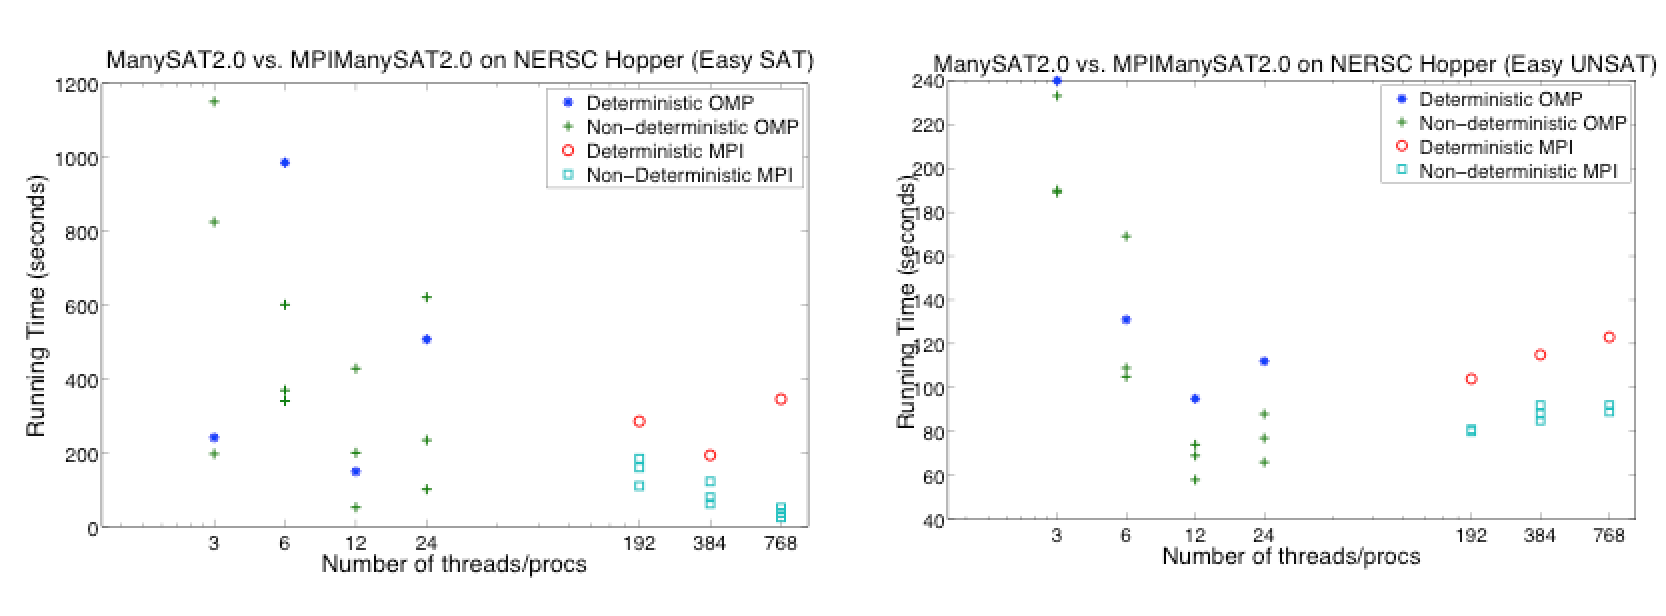 ManySAT2.0 vs. MPIManySAT2.0 on NERSC Hopper (Easy SAT)
1200
1000
800
600
400
200
0
Running Time (seconds)
Deterministic OMP
Non-deterministic OMP
Deterministic MPI
Non-Deterministic MPI
3 6 12 24 192 384 768
Number of threads/procs
ManySAT2.0 vs. MPIManySAT2.0 on NERSC Hopper (Easy UNSAT)
240
220
200
180
160
140
120
100
80
60
40
Running Time (seconds)
Deterministic OMP
Non-deterministic OMP
Deterministic MPI
Non-deterministic MPI
3 6 12 24 192 384 768
Number of threads/procs